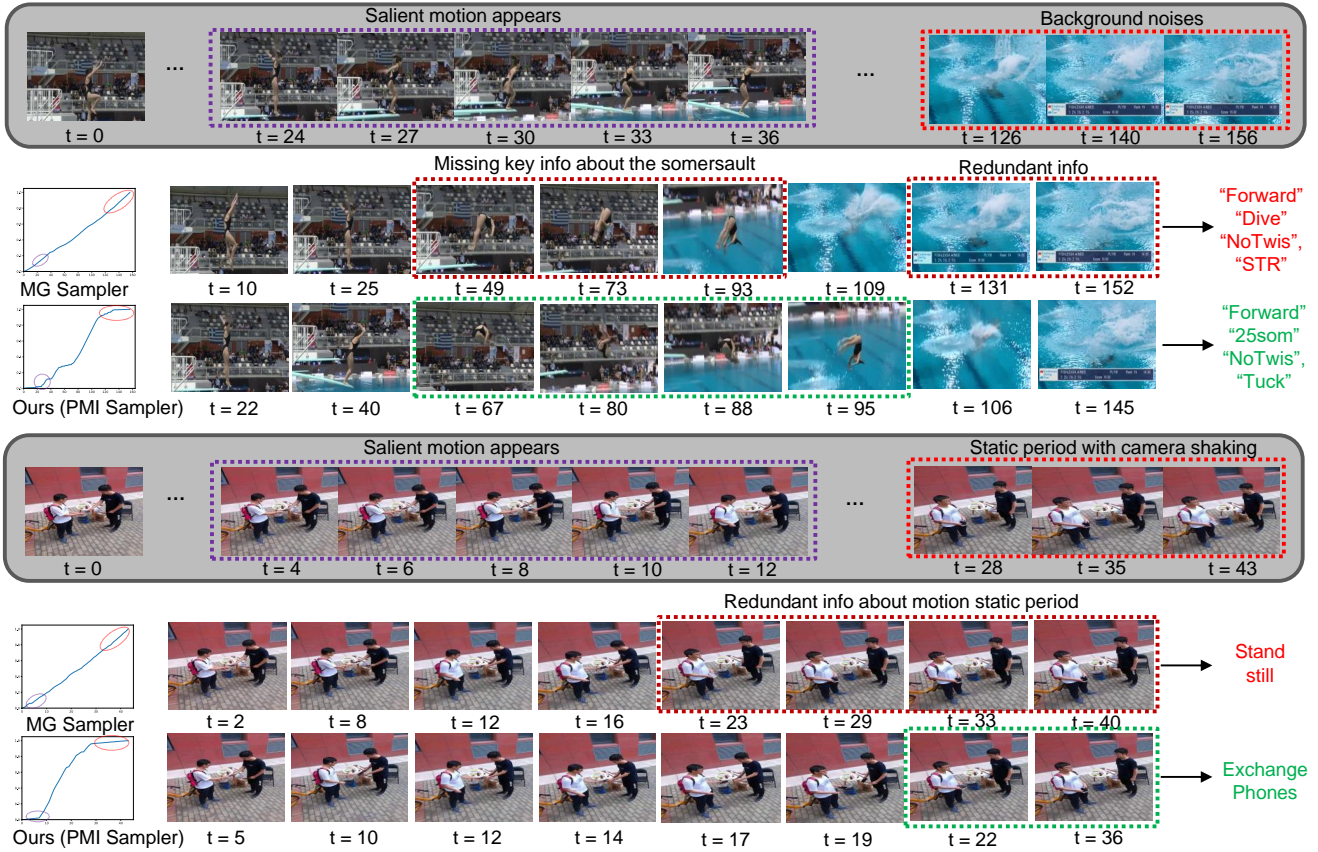 Salient motion appears
Background noises
...
...
t = 0
t = 24
t = 27
t = 30
t = 33
t = 36
t = 126
t = 140
t = 156
Missing key info about the somersault
Redundant info
MG Sampler
t = 10
t = 25
t = 49
t = 73
t = 93
t = 109
t = 131
t = 152
“Forward”
“Dive”
“NoTwis”,
“STR”
Ours (PMI Sampler)
t = 22
t = 40
t = 67
t = 80
t = 88
t = 95
t = 106
t = 145
“Forward”
“25som”
“NoTwis”,
“Tuck”
Salient motion appears
Static period with camera shaking
...
...
t = 0
t = 4
t = 6
t = 8
t = 10
t = 12
t = 28
t = 35
t = 43
Redundant info about motion static period
MG Sampler
t = 2
t = 8
t = 12
t = 16
t = 23
t = 29
t = 33
t = 40
Stand
still
Ours (PMI Sampler)
t = 5
t = 10
t = 12
t = 14
t = 17
t = 19
t = 22
t = 36
Exchange
Phones